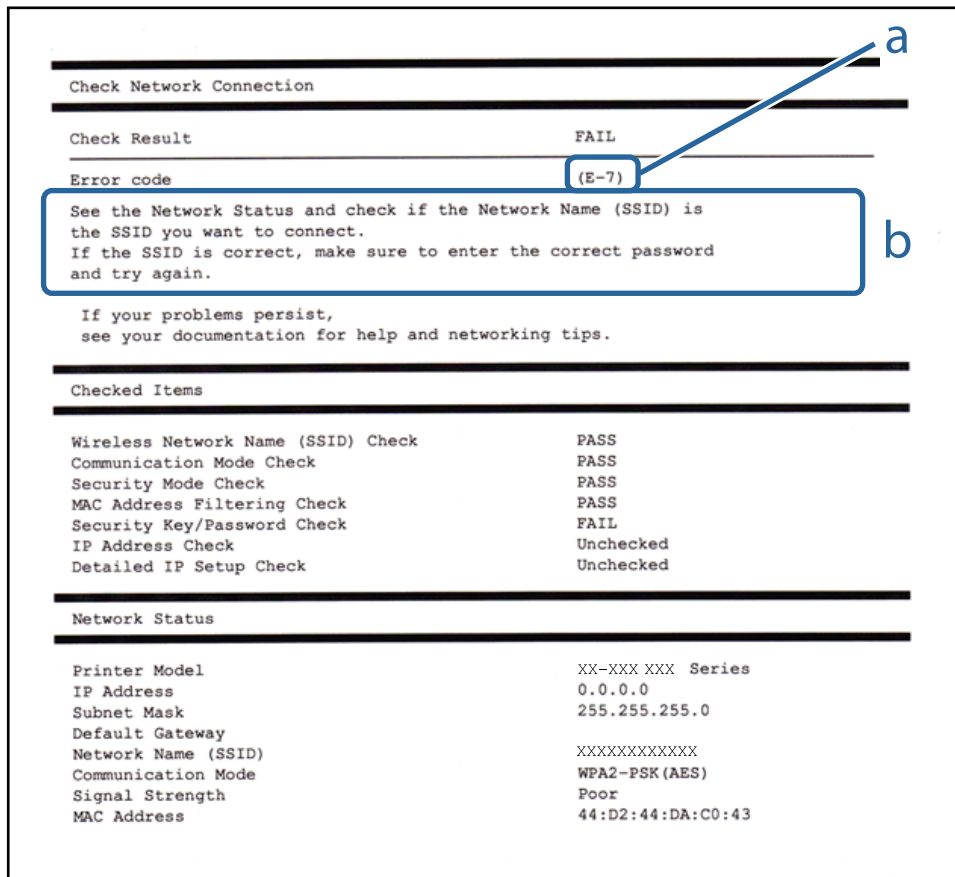 a
Check Network Connection
Check Result FAIL
Error code (E-7)
See the Network Status and check if the Network Name (SSID) is
the SSID you want to connect.
If the SSID is correct, make sure to enter the correct password
and try again.
b
If your problems persist,
see your documentation for help and networking tips.
Checked Items
Wireless Network Name (SSID) Check PASS
Communication Mode Check PASS
Security Mode Check PASS
MAC Address Filtering Check PASS
Security Key/Password Check FAIL
IP Address Check Unchecked
Detailed IP Setup Check Unchecked
Network Status
Printer Model XX-XXX XXX Series
IP Address 0.0.0.0
Subnet Mask 255.255.255.0
Default Gateway
Network Name (SSID) XXXXXXXXXXXX
Communication Mode WPA2-PSK(AES)
Signal Strength Poor
MAC Address 44:D2:44:DA:C0:43